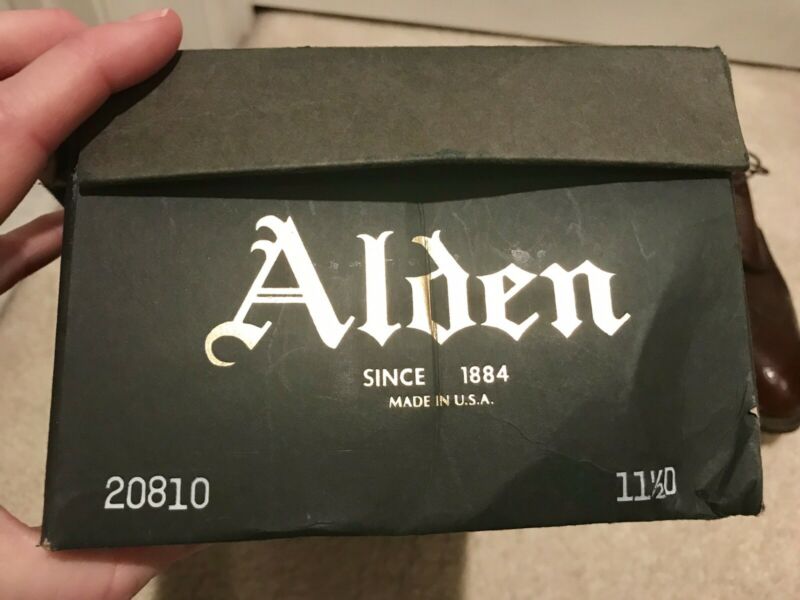 Alden
SINCE 1884
MADE IN U.S.A.
20810 11½D